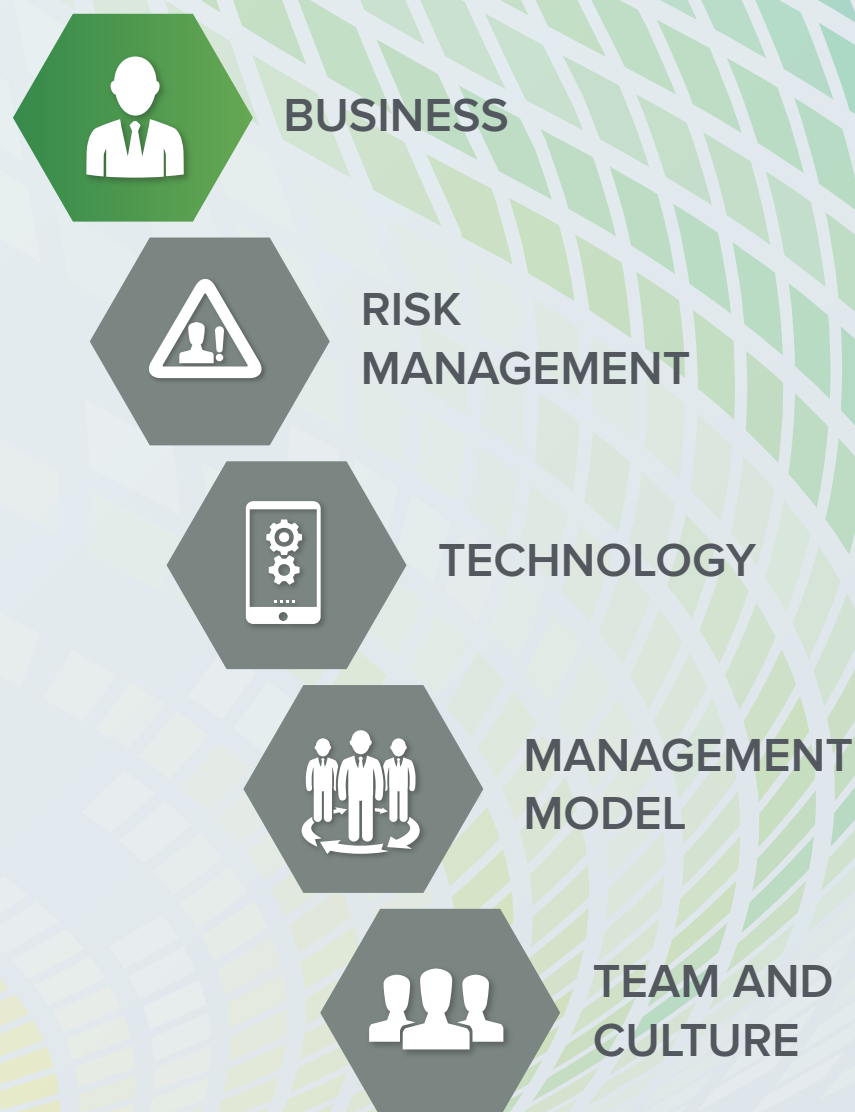 BUSINESS
RISK
MANAGEMENT
TECHNOLOGY
MANAGEMENT
MODEL
TEAM AND
CULTURE